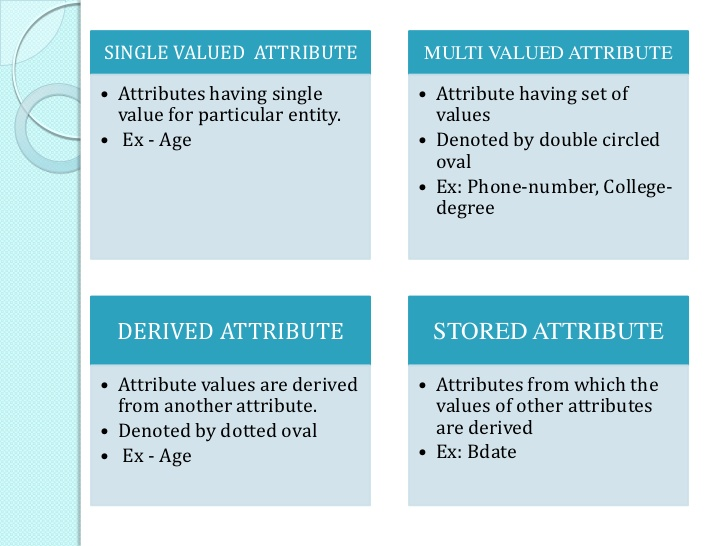 SINGLE VALUED ATTRIBUTE
• Attributes having single
value for particular entity.
• Ex - Age
MULTI VALUED ATTRIBUTE
• Attribute having set of
values
• Denoted by double circled
oval
• Ex: Phone-number, College-
degree
DERIVED ATTRIBUTE
• Attribute values are derived
from another attribute.
• Denoted by dotted oval
• Ex - Age
STORED ATTRIBUTE
• Attributes from which the
values of other attributes
are derived
• Ex: Bdate